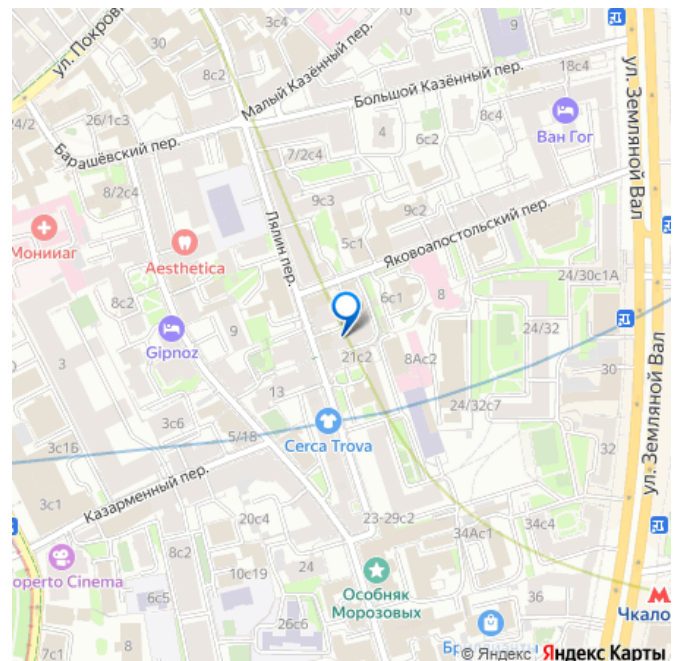 3с4
9
ул. Покров
30
8с2
Малый Казённый пер.
Большой Казённый пер.
18с4
24/2
26/1с3
4
6с2
8с4
Ван Гог
Барашёвский пер.
7/2с4
ул. Земляной Вал
8/2с4
9с3
9с2
Мониıаг
Aesthetica
Лялин пер.
5с1
Яковоапостольский пер.
24/30с1А
8с2
6с1
8
9
24/32
Gipnoz
21с2
8Ас2
30
13
3с6
5/18
24/32с7
Cerca Trova
ул. Земляной Вал
3с1Б
32
Казарменный пер.
3с1
20с4
23-29с2
34Ас1
34с4
8с2
operto Cinema
10с19
24
Особняк
Морозовых
36
Чкало
6с5
26с6
8
7с1
© Яндекс Яндекс Карты